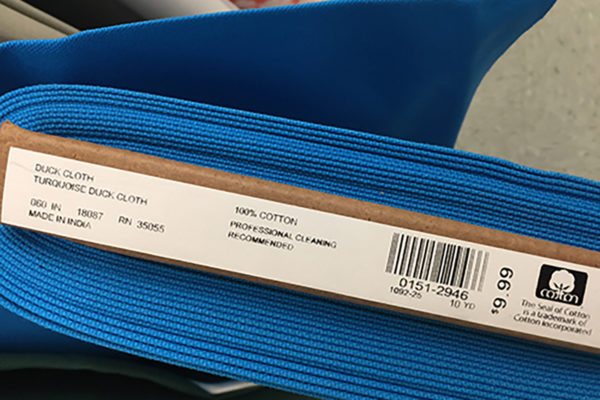 DUCK CLOTH
TURQUOISE DUCK CLOTH
060 IN 18087 RN 35055
MADE IN INDIA
100% COTTON
PROFESSIONAL CLEANING
RECOMMENDED
0151-2946
1092-25 10 YD
$9.99
cotton
The Seal of Cotton
is a trademark of
Cotton Incorporated